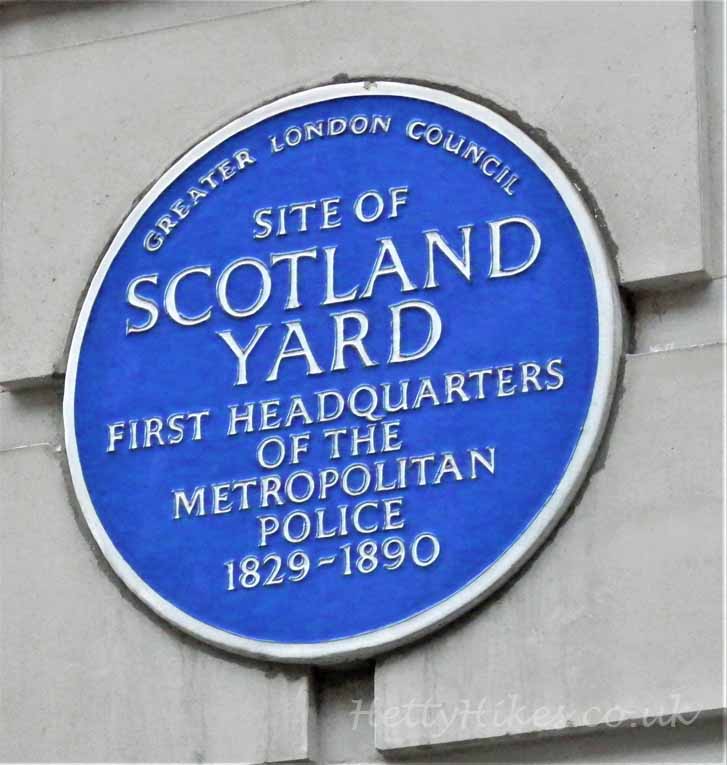 GREATER LONDON COUNCIL
SITE OF
SCOTLAND
YARD
FIRST HEADQUARTERS
OF THE
METROPOLITAN
POLICE
1829-1890
HettyHikes.co.uk